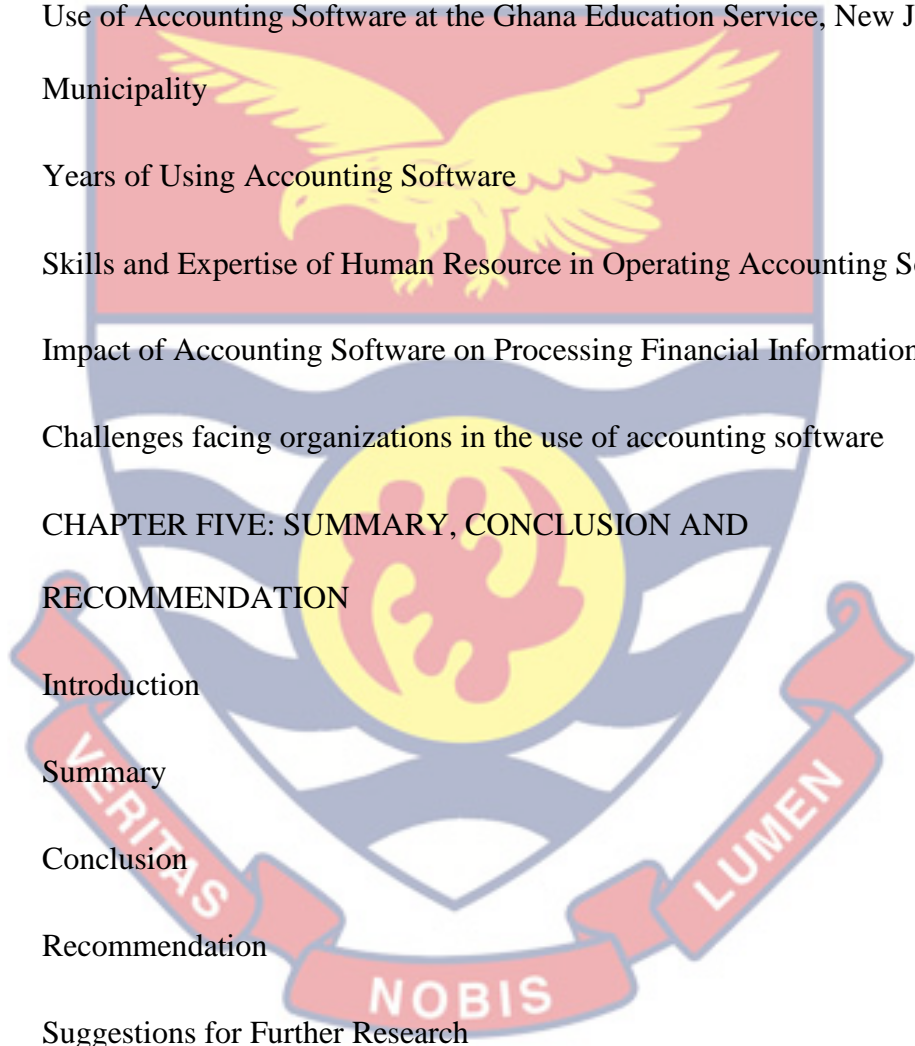 Use of Accounting Software at the Ghana Education Service, New J
Municipality
Years of Using Accounting Software
Skills and Expertise of Human Resource in Operating Accounting S
Impact of Accounting Software on Processing Financial Information
Challenges facing organizations in the use of accounting software
CHAPTER FIVE: SUMMARY, CONCLUSION AND
RECOMMENDATION
Introduction
Summary
Conclusion
Recommendation
Suggestions for Further Research
VERITAS
NOBIS
LUMEN